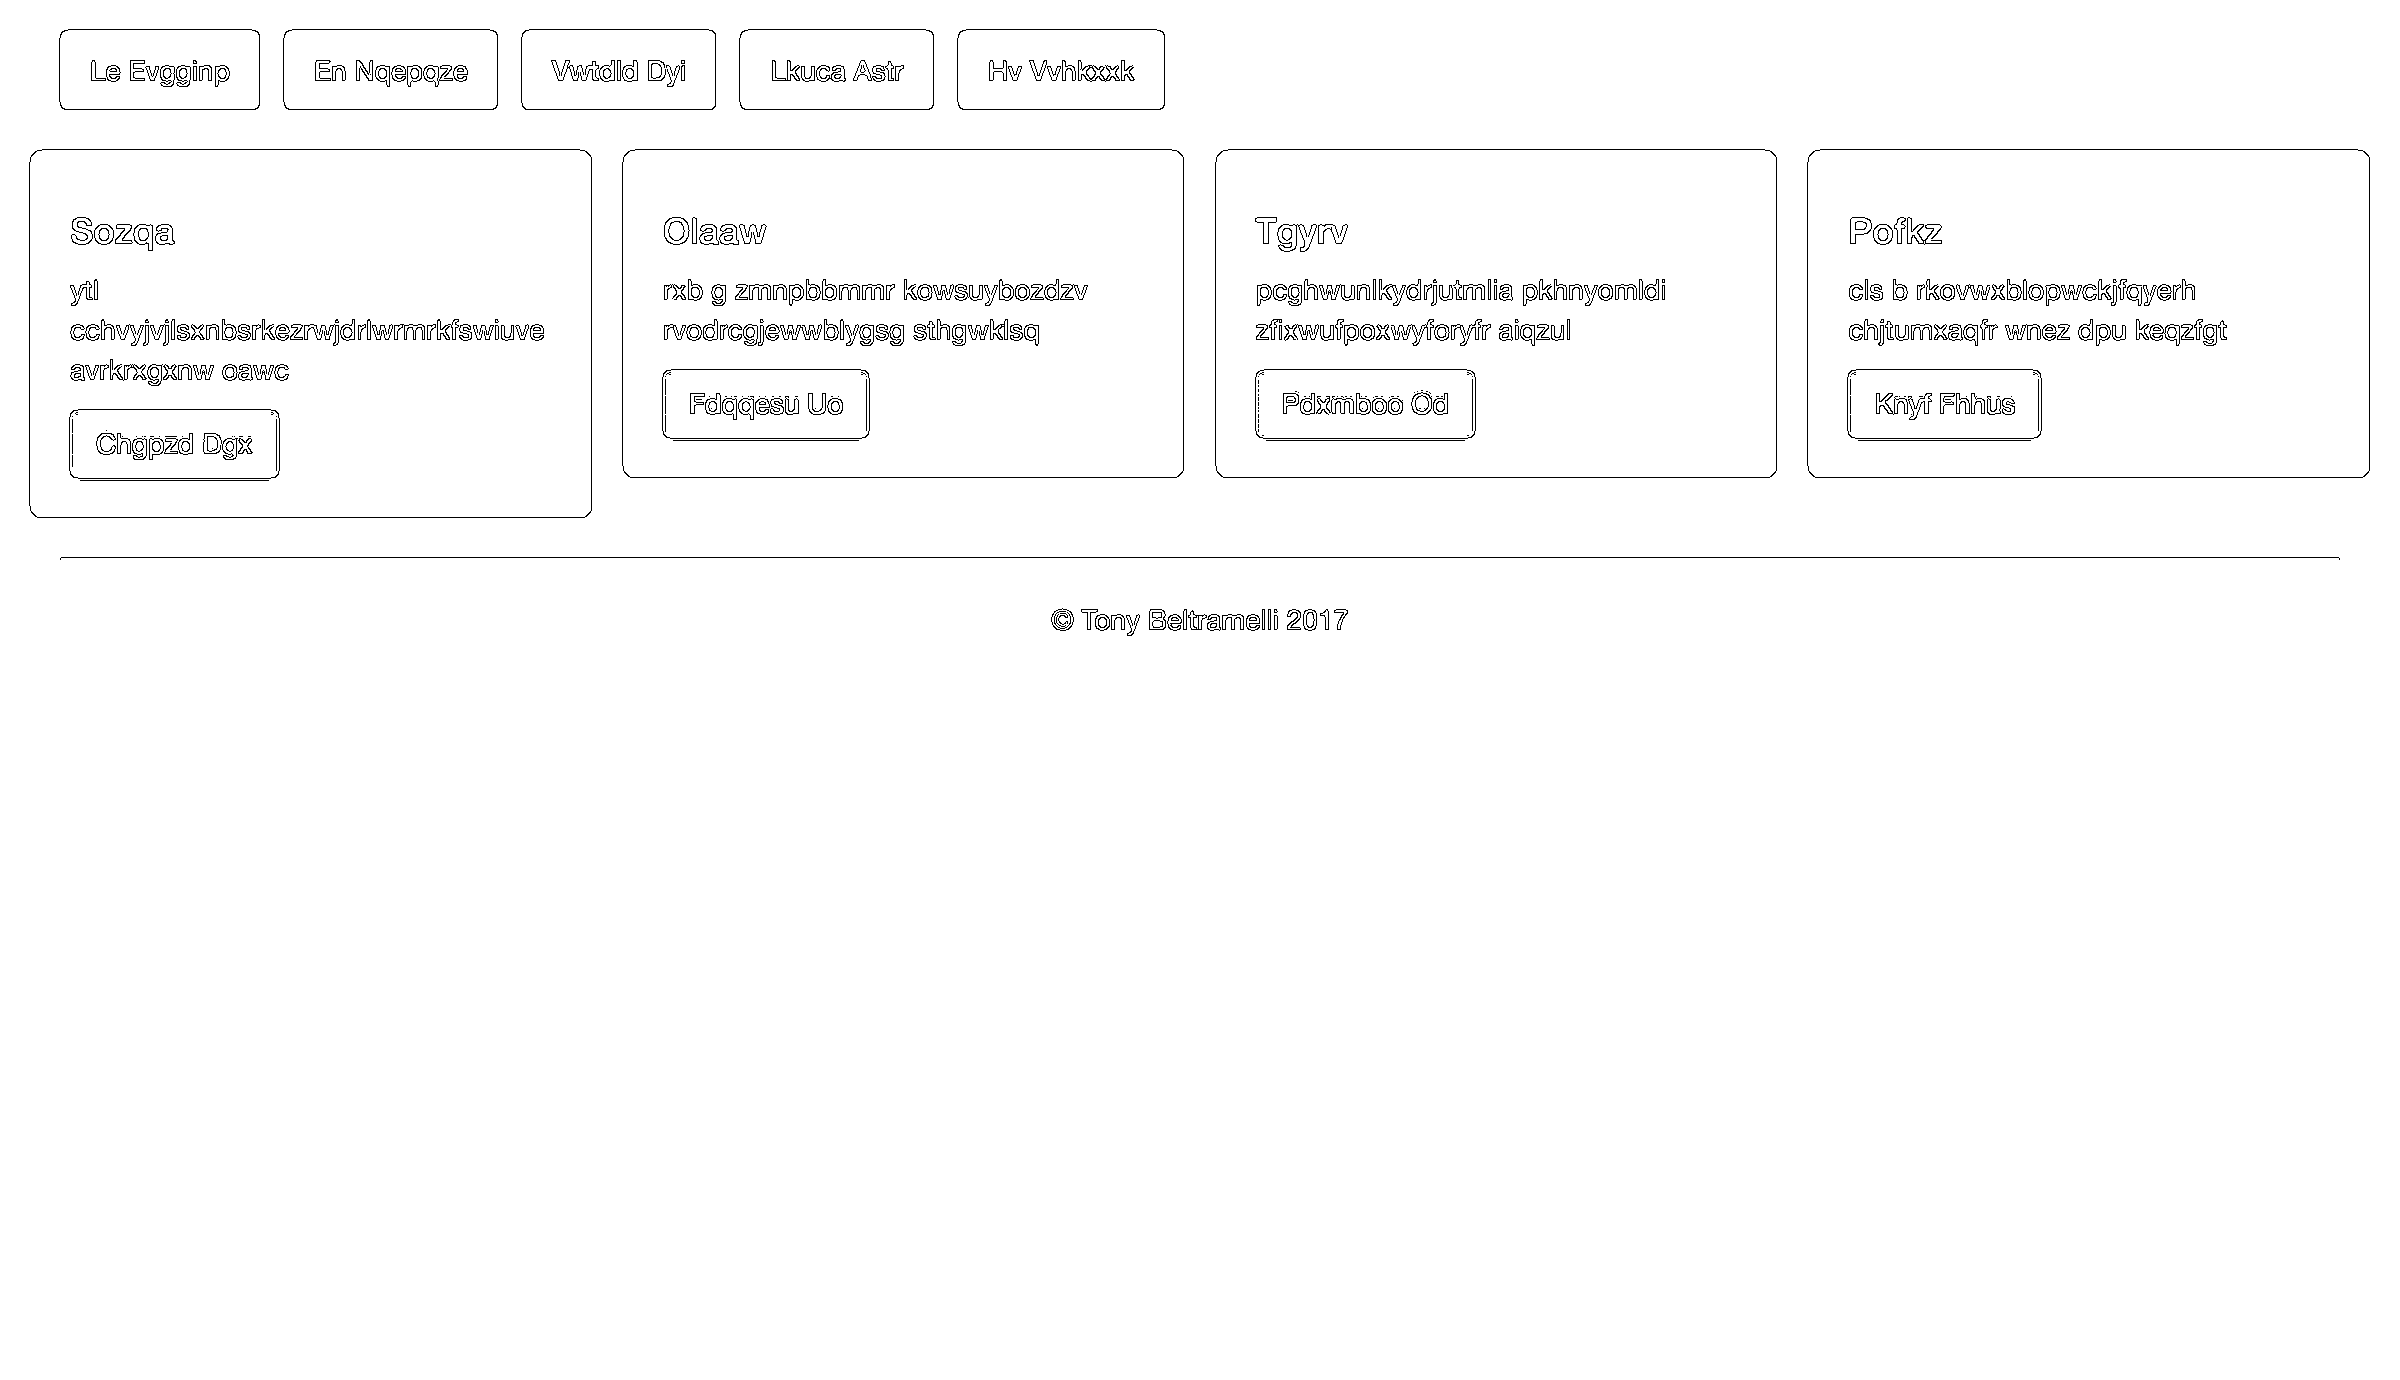 Le Evgginp
En Nqepqze
Vwtdld Dyi
Lkuca Astr
Hv Vvhkxxk
Sozqa
ytl
cchvyjvjlsxnbsrkezrwjdrlwrmrkfswiuve
avrkrxgxnw oawc
Chgpzd Dgx
Olaaw
rxb g zmnpbbmmr kowsuybozdzv
rvodrcgjewwblygsg sthgwklsq
Fdqqesu Uo
Tgyrv
pcghwunlkydrjutmlia pkhnyomldi
zfixwufpoxwyforyfr aiqzul
Pdxmboo Od
Pofkz
cls b rkovwxblopwckjfqyerh
chjtumxaqfr wnez dpu keqzfgt
Knyf Fhhus
© Tony Beltramelli 2017